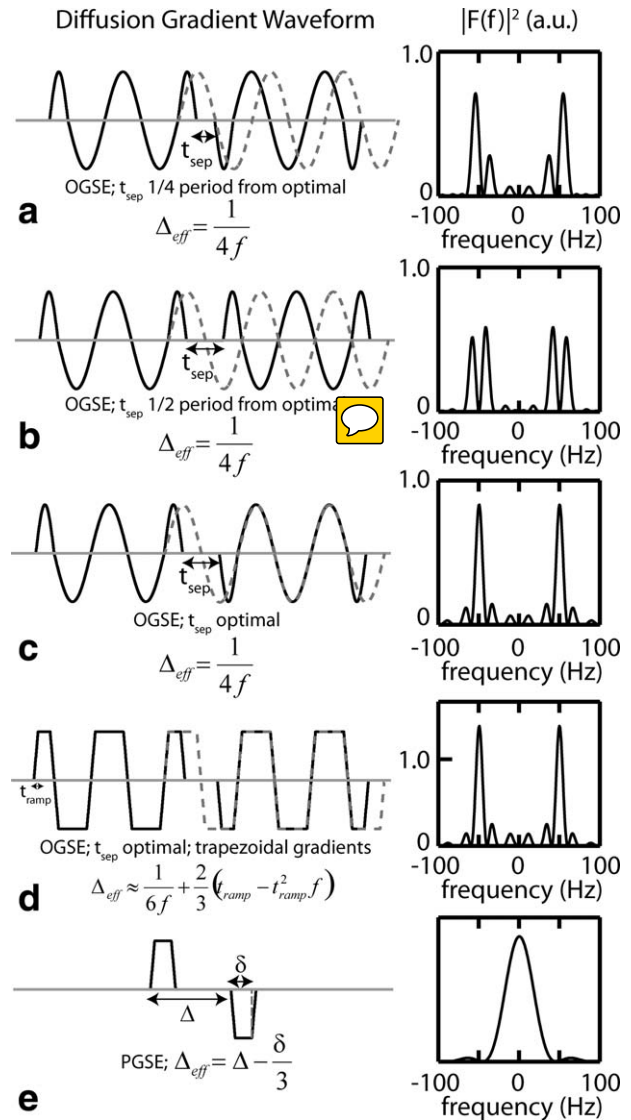 Diffusion Gradient Waveform
|F(f)|² (a.u.)
t_sep
OGSE; t_sep 1/4 period from optimal
a
Δ_eff = 1/(4 f)
1.0
0
-100 0 100
frequency (Hz)
t_sep
OGSE; t_sep 1/2 period from optima
b
Δ_eff = 1/(4 f)
1.0
0
-100 0 100
frequency (Hz)
t_sep
OGSE; t_sep optimal
c
Δ_eff = 1/(4 f)
1.0
0
-100 0 100
frequency (Hz)
t_ramp
OGSE; t_sep optimal; trapezoidal gradients
d
Δ_eff ≈ 1/(6f) + 2/3 (t_ramp − t²_ramp f)
1.0
0
-100 0 100
frequency (Hz)
δ
Δ
PGSE; Δ_eff = Δ − δ/3
e
-100 0 100
frequency (Hz)